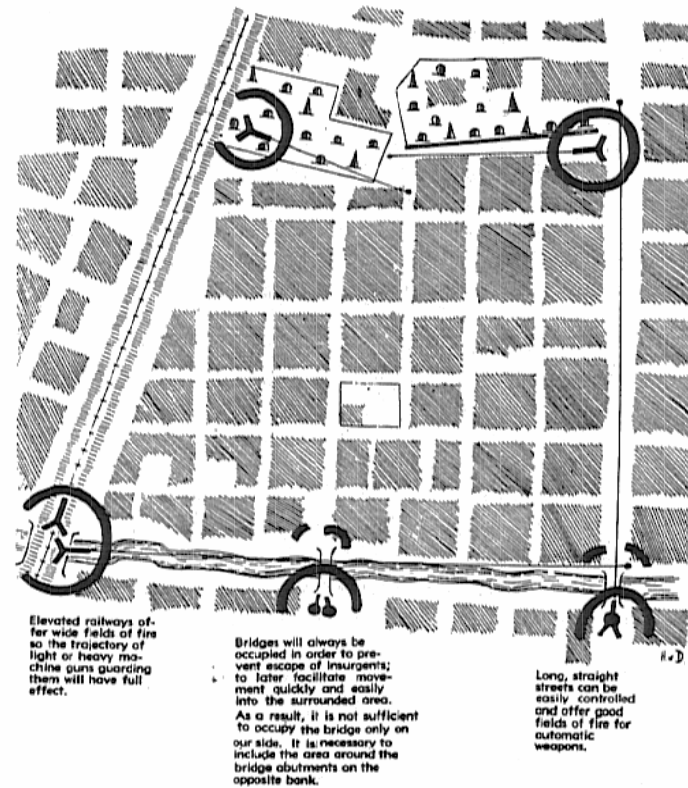 H v D
Elevated railways of-
fer wide fields of fire
so the trajectory of
light or heavy ma-
chine guns guarding
them will have full
effect.
Bridges will always be
occupied in order to pre-
vent escape of insurgents;
to later facilitate move-
ment quickly and easily
into the surrounded area.
As a result, it is not sufficient
to occupy the bridge only on
our side. It is necessary to
include the area around the
bridge abutments on the
opposite bank.
Long, straight
streets can be
easily controlled
and offer good
fields of fire for
automatic
weapons.